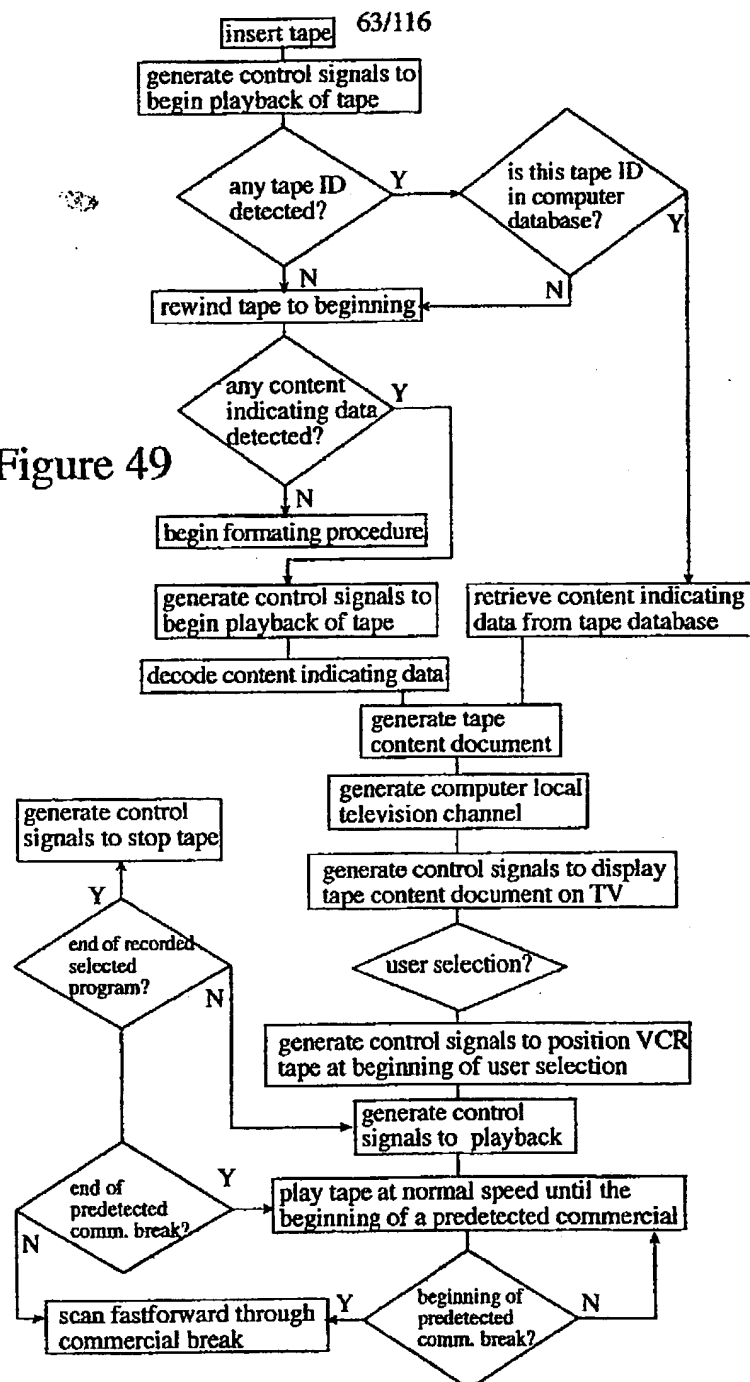 63/116
insert tape
generate control signals to
begin playback of tape
any tape ID
detected?
Y
is this tape ID
in computer
database?
Y
N
N
rewind tape to beginning
any content
indicating data
detected?
Y
Figure 49
N
begin formating procedure
generate control signals to
begin playback of tape
retrieve content indicating
data from tape database
decode content indicating data
generate tape
content document
generate computer local
television channel
generate control
signals to stop tape
generate control signals to display
tape content document on TV
Y
end of recorded
selected
program?
N
user selection?
generate control signals to position VCR
tape at beginning of user selection
generate control
signals to playback
end of
predetected
comm. break?
Y
N
play tape at normal speed until the
beginning of a predetected commercial
scan fastforward through
commercial break
Y
beginning of
predetected
comm. break?
N